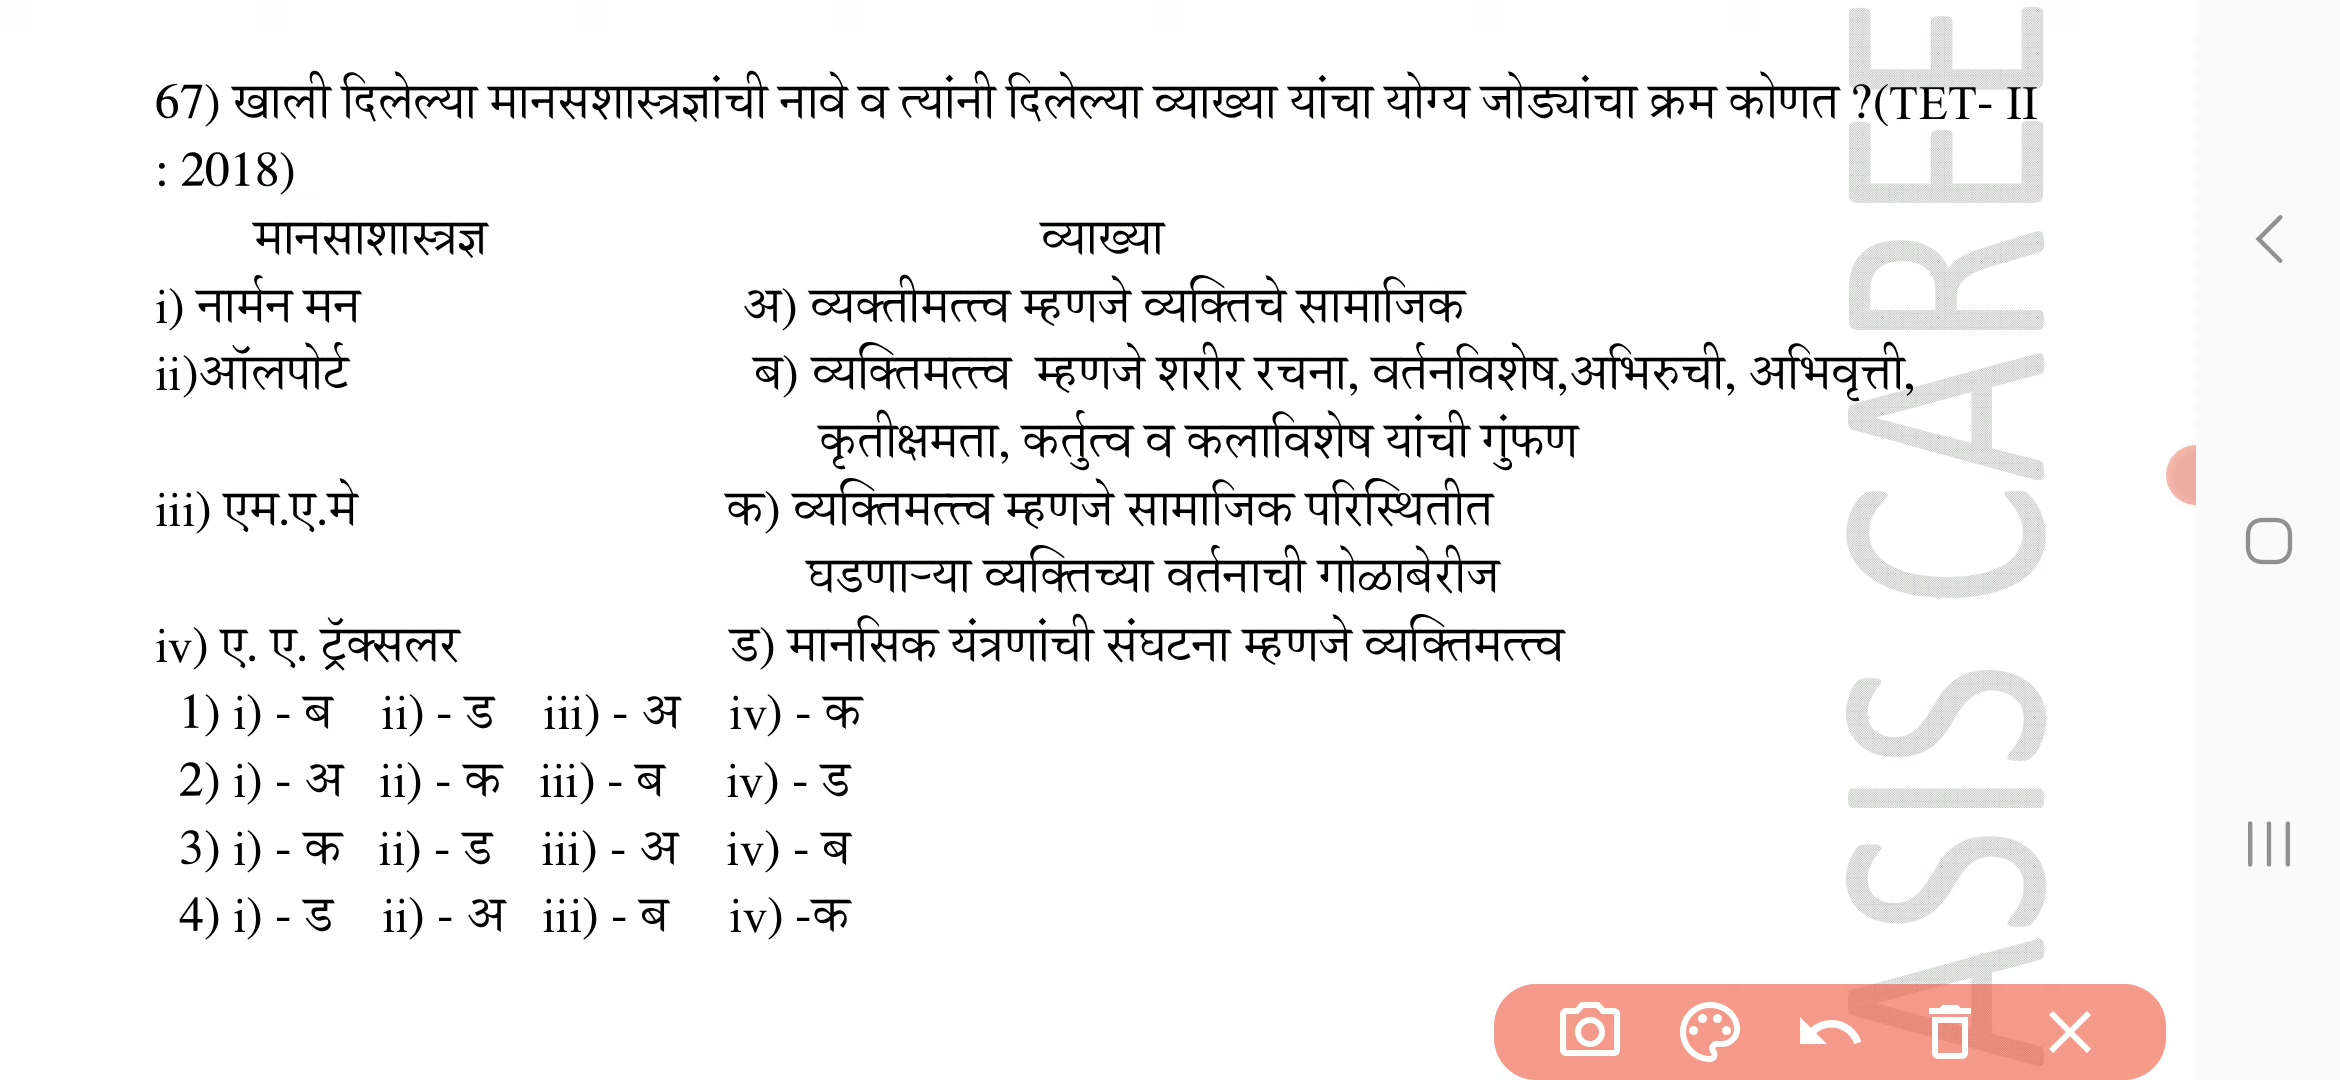 67) खाली दिलेल्या मानसशास्त्रज्ञांची नावे व त्यांनी दिलेल्या व्याख्या यांचा योग्य जोड्यांचा क्रम कोणत ?(TET- II
: 2018)
मानसाशास्त्रज्ञ व्याख्या
i) नार्मन मन अ) व्यक्तीमत्त्व म्हणजे व्यक्तिचे सामाजिक
ii)ऑलपोर्ट ब) व्यक्तिमत्त्व म्हणजे शरीर रचना, वर्तनविशेष,अभिरुची, अभिवृत्ती,
कृतीक्षमता, कर्तुत्व व कलाविशेष यांची गुंफण
iii) एम.ए.मे क) व्यक्तिमत्त्व म्हणजे सामाजिक परिस्थितीत
घडणाऱ्या व्यक्तिच्या वर्तनाची गोळाबेरीज
iv) ए. ए. ट्रॅक्सलर ड) मानसिक यंत्रणांची संघटना म्हणजे व्यक्तिमत्त्व
1) i) - ब ii) - ड iii) - अ iv) - क
2) i) - अ ii) - क iii) - ब iv) - ड
3) i) - क ii) - ड iii) - अ iv) - ब
4) i) - ड ii) - अ iii) - ब iv) -क
ASIS CAREE